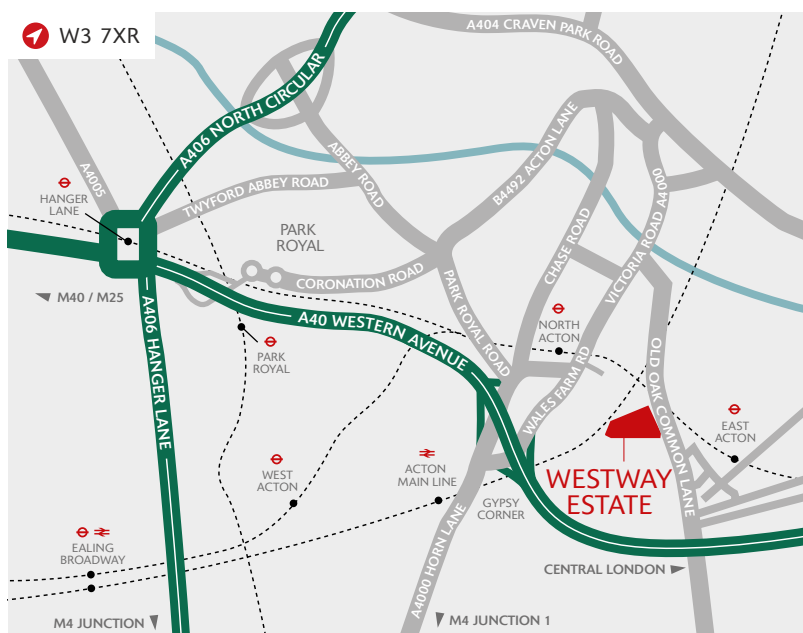 W3 7XR
A404 CRAVEN PARK ROAD
A406 NORTH CIRCULAR
A4005
HANGER
LANE
TWYFORD ABBEY ROAD
ABBEY ROAD
B4492 ACTON LANE
PARK
ROYAL
CORONATION ROAD
CHASE ROAD
VICTORIA ROAD A4000
M40 / M25
A406 HANGER LANE
A40 WESTERN AVENUE
PARK ROYAL ROAD
PARK
ROYAL
NORTH
ACTON
WALES FARM RD
OLD OAK COMMON LANE
EAST
ACTON
WEST
ACTON
ACTON
MAIN LINE
WESTWAY
ESTATE
GYPSY
CORNER
EALING
BROADWAY
A4000 HORN LANE
CENTRAL LONDON
M4 JUNCTION
M4 JUNCTION 1